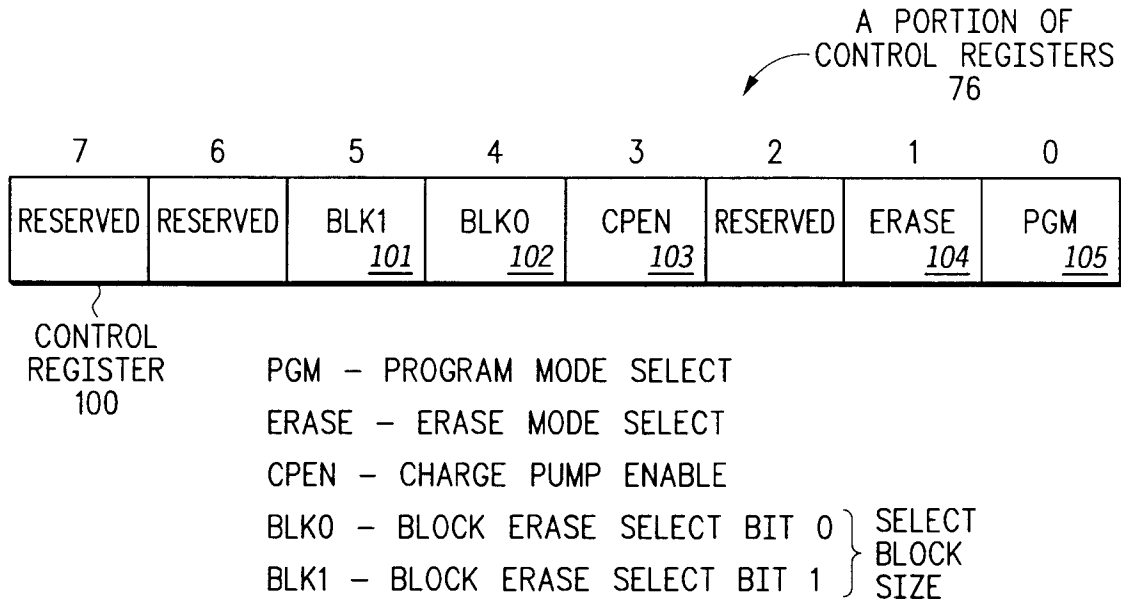 A PORTION OF
CONTROL REGISTERS
76
7 6 5 4 3 2 1 0
RESERVED RESERVED BLK1 BLK0 CPEN RESERVED ERASE PGM
101 102 103 104 105
CONTROL
REGISTER
100
PGM – PROGRAM MODE SELECT
ERASE – ERASE MODE SELECT
CPEN – CHARGE PUMP ENABLE
BLK0 – BLOCK ERASE SELECT BIT 0
BLK1 – BLOCK ERASE SELECT BIT 1
SELECT
BLOCK
SIZE